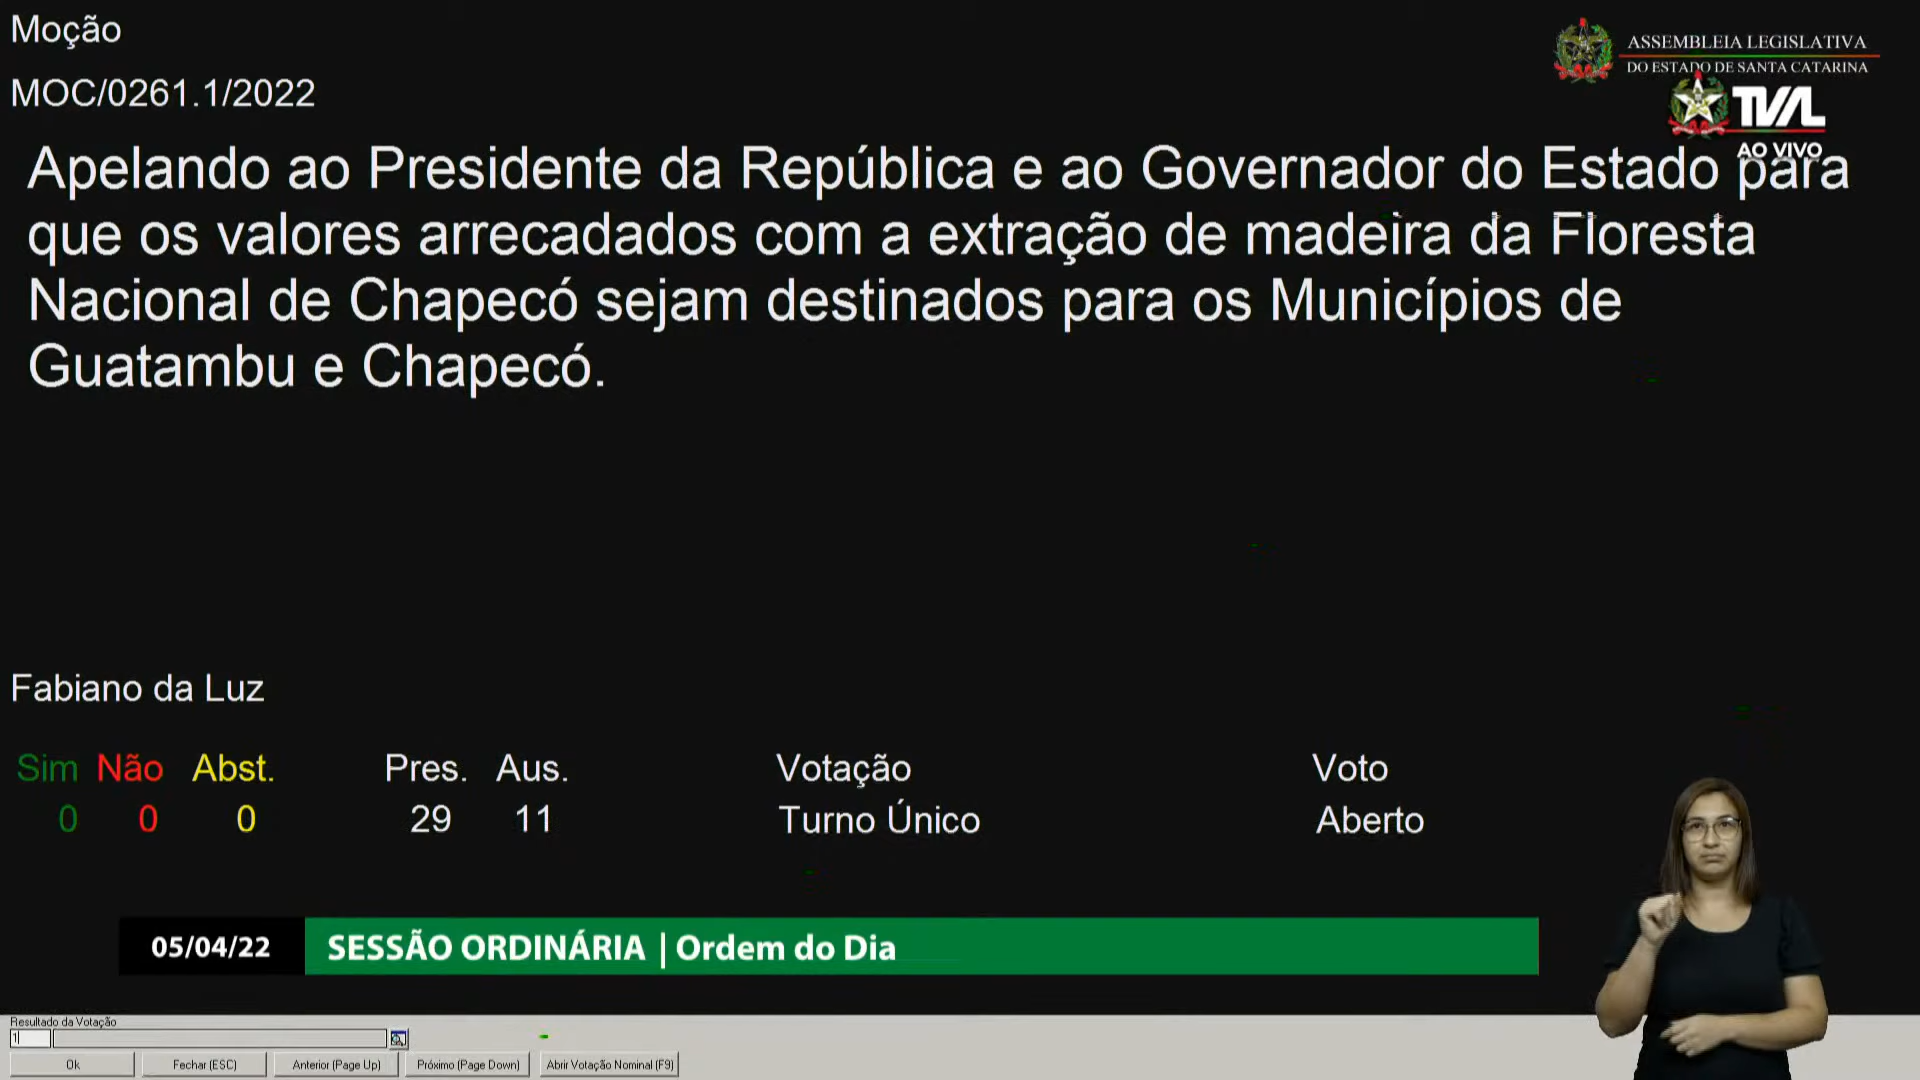 Moção
ASSEMBLEIA LEGISLATIVA
DO ESTADO DE SANTA CATARINA
MOC/0261.1/2022
TVAL
AO VIVO
Apelando ao Presidente da República e ao Governador do Estado para
que os valores arrecadados com a extração de madeira da Floresta
Nacional de Chapecó sejam destinados para os Municípios de
Guatambu e Chapecó.
Fabiano da Luz
Sim Não Abst. Pres. Aus. Votação Voto
0 0 0 29 11 Turno Único Aberto
05/04/22 SESSÃO ORDINÁRIA | Ordem do Dia
Resultado da Votação
1
Ok Fechar (ESC) Anterior (Page Up) Próximo (Page Down) Abrir Votação Nominal (F9)